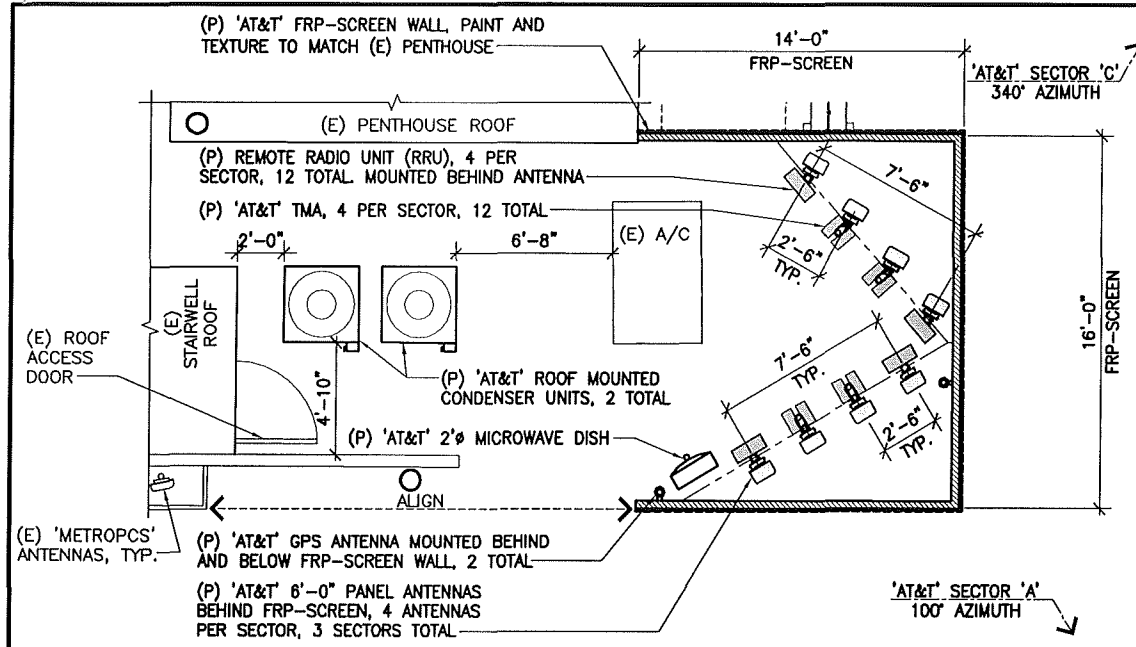 (P) 'AT&T' FRP-SCREEN WALL, PAINT AND
TEXTURE TO MATCH (E) PENTHOUSE
14'-0"
FRP-SCREEN
'AT&T' SECTOR 'C'
340° AZIMUTH
(E) PENTHOUSE ROOF
(P) REMOTE RADIO UNIT (RRU), 4 PER
SECTOR, 12 TOTAL. MOUNTED BEHIND ANTENNA
(P) 'AT&T' TMA, 4 PER SECTOR, 12 TOTAL
7'-6"
2'-6"
TYP.
2'-0"
6'-8"
(E) A/C
(E)
STAIRWELL
ROOF
(E) ROOF
ACCESS
DOOR
4'-10"
16'-0"
FRP-SCREEN
7'-6"
TYP.
2'-6"
TYP.
(P) 'AT&T' ROOF MOUNTED
CONDENSER UNITS, 2 TOTAL
(P) 'AT&T' 2'ø MICROWAVE DISH
ALIGN
(E) 'METROPCS'
ANTENNAS, TYP.
(P) 'AT&T' GPS ANTENNA MOUNTED BEHIND
AND BELOW FRP-SCREEN WALL, 2 TOTAL
(P) 'AT&T' 6'-0" PANEL ANTENNAS
BEHIND FRP-SCREEN, 4 ANTENNAS
PER SECTOR, 3 SECTORS TOTAL
'AT&T' SECTOR 'A'
100° AZIMUTH